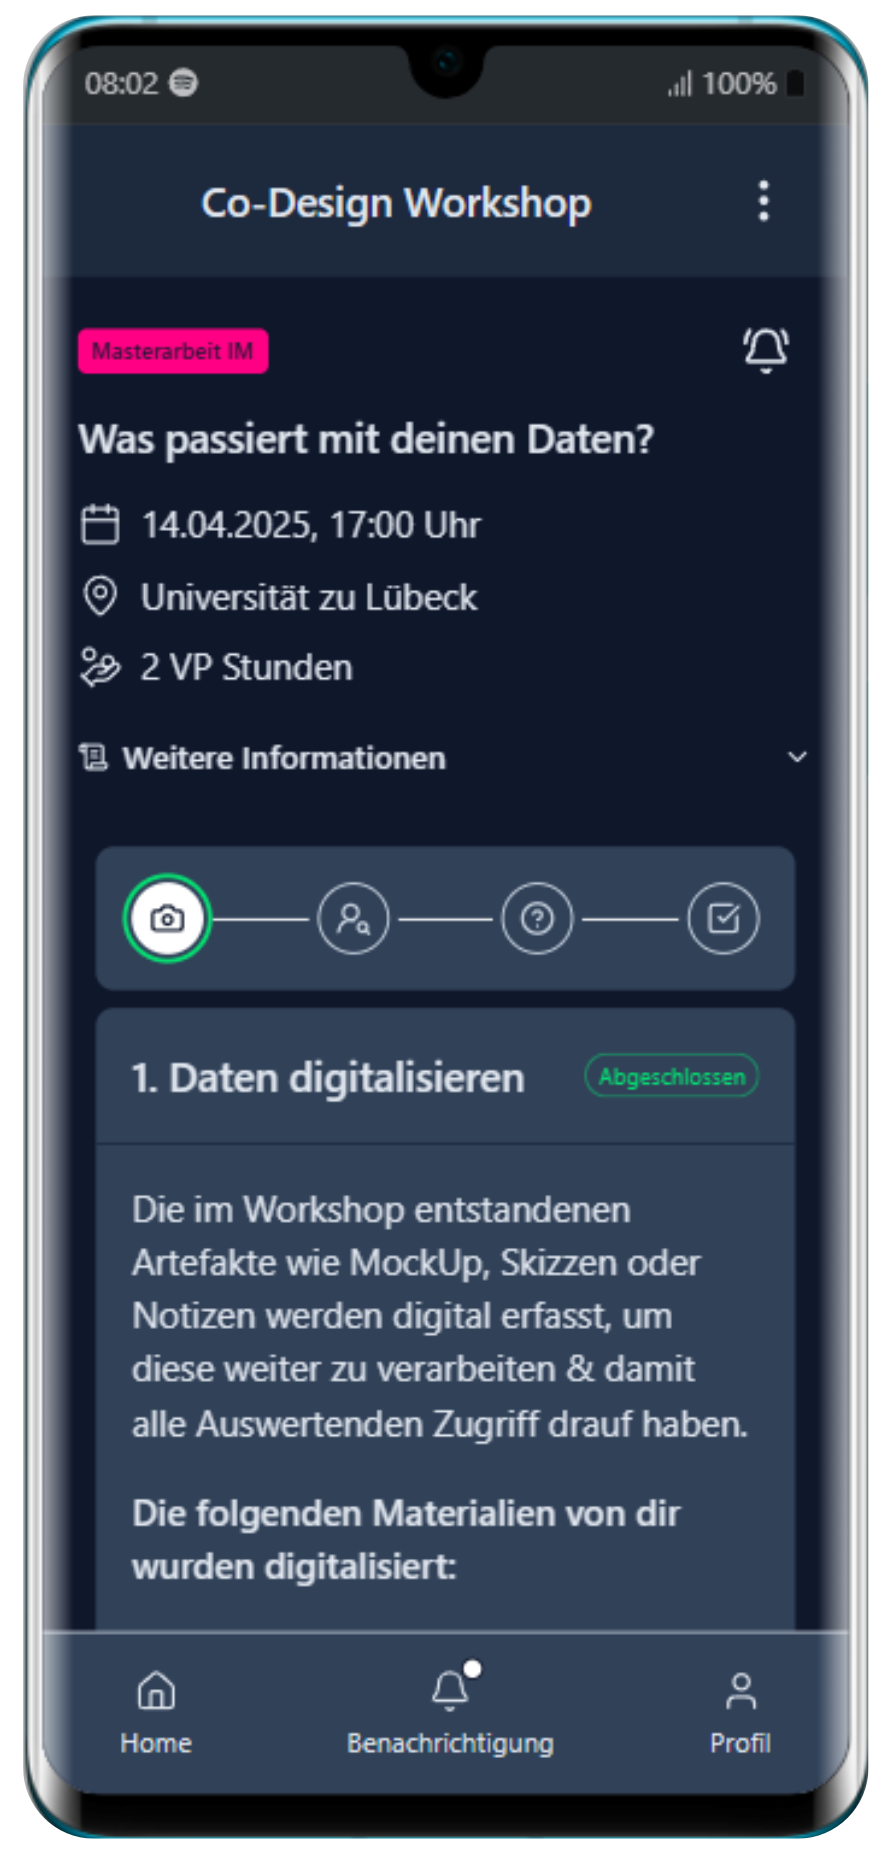 08:02
100%
Co-Design Workshop
Masterarbeit IM
Was passiert mit deinen Daten?
14.04.2025, 17:00 Uhr
Universität zu Lübeck
2 VP Stunden
Weitere Informationen
1. Daten digitalisieren
Abgeschlossen
Die im Workshop entstandenen
Artefakte wie MockUp, Skizzen oder
Notizen werden digital erfasst, um
diese weiter zu verarbeiten & damit
alle Auswertenden Zugriff drauf haben.
Die folgenden Materialien von dir
wurden digitalisiert:
Home
Benachrichtigung
Profil